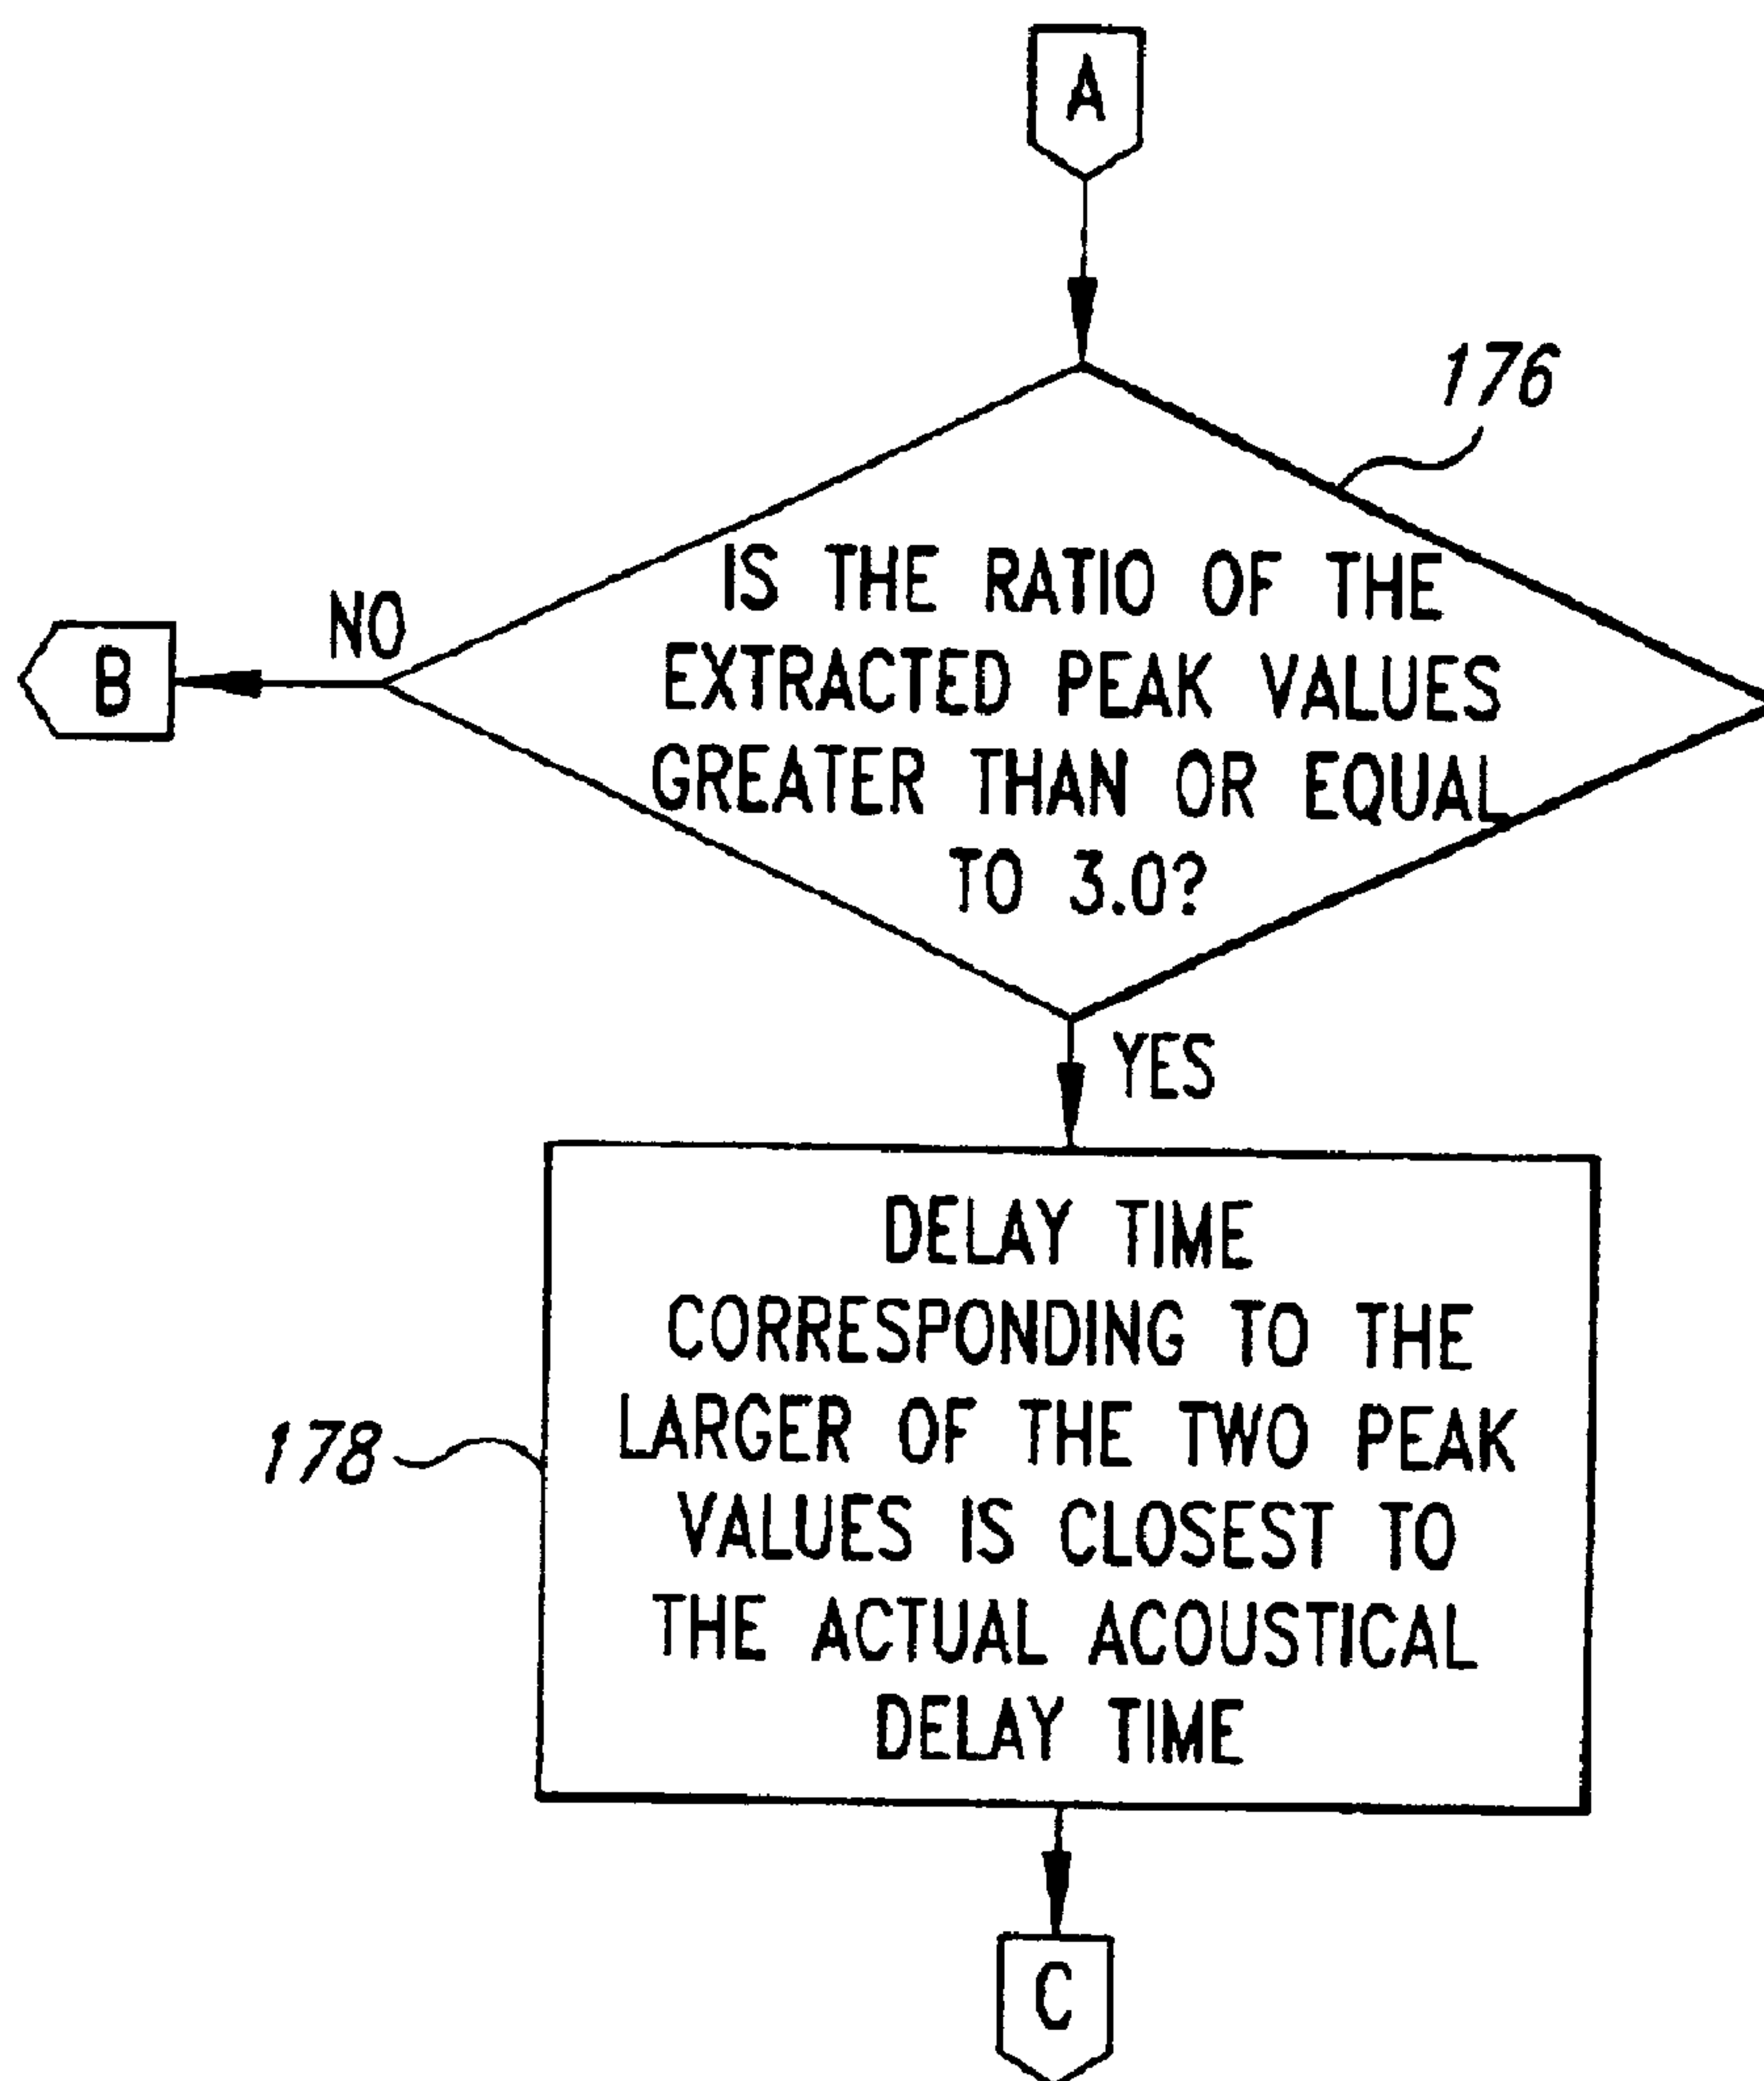 A
176
IS THE RATIO OF THE
EXTRACTED PEAK VALUES
GREATER THAN OR EQUAL
TO 3.0?
NO
B
YES
DELAY TIME
CORRESPONDING TO THE
LARGER OF THE TWO PEAK
VALUES IS CLOSEST TO
THE ACTUAL ACOUSTICAL
DELAY TIME
178
C